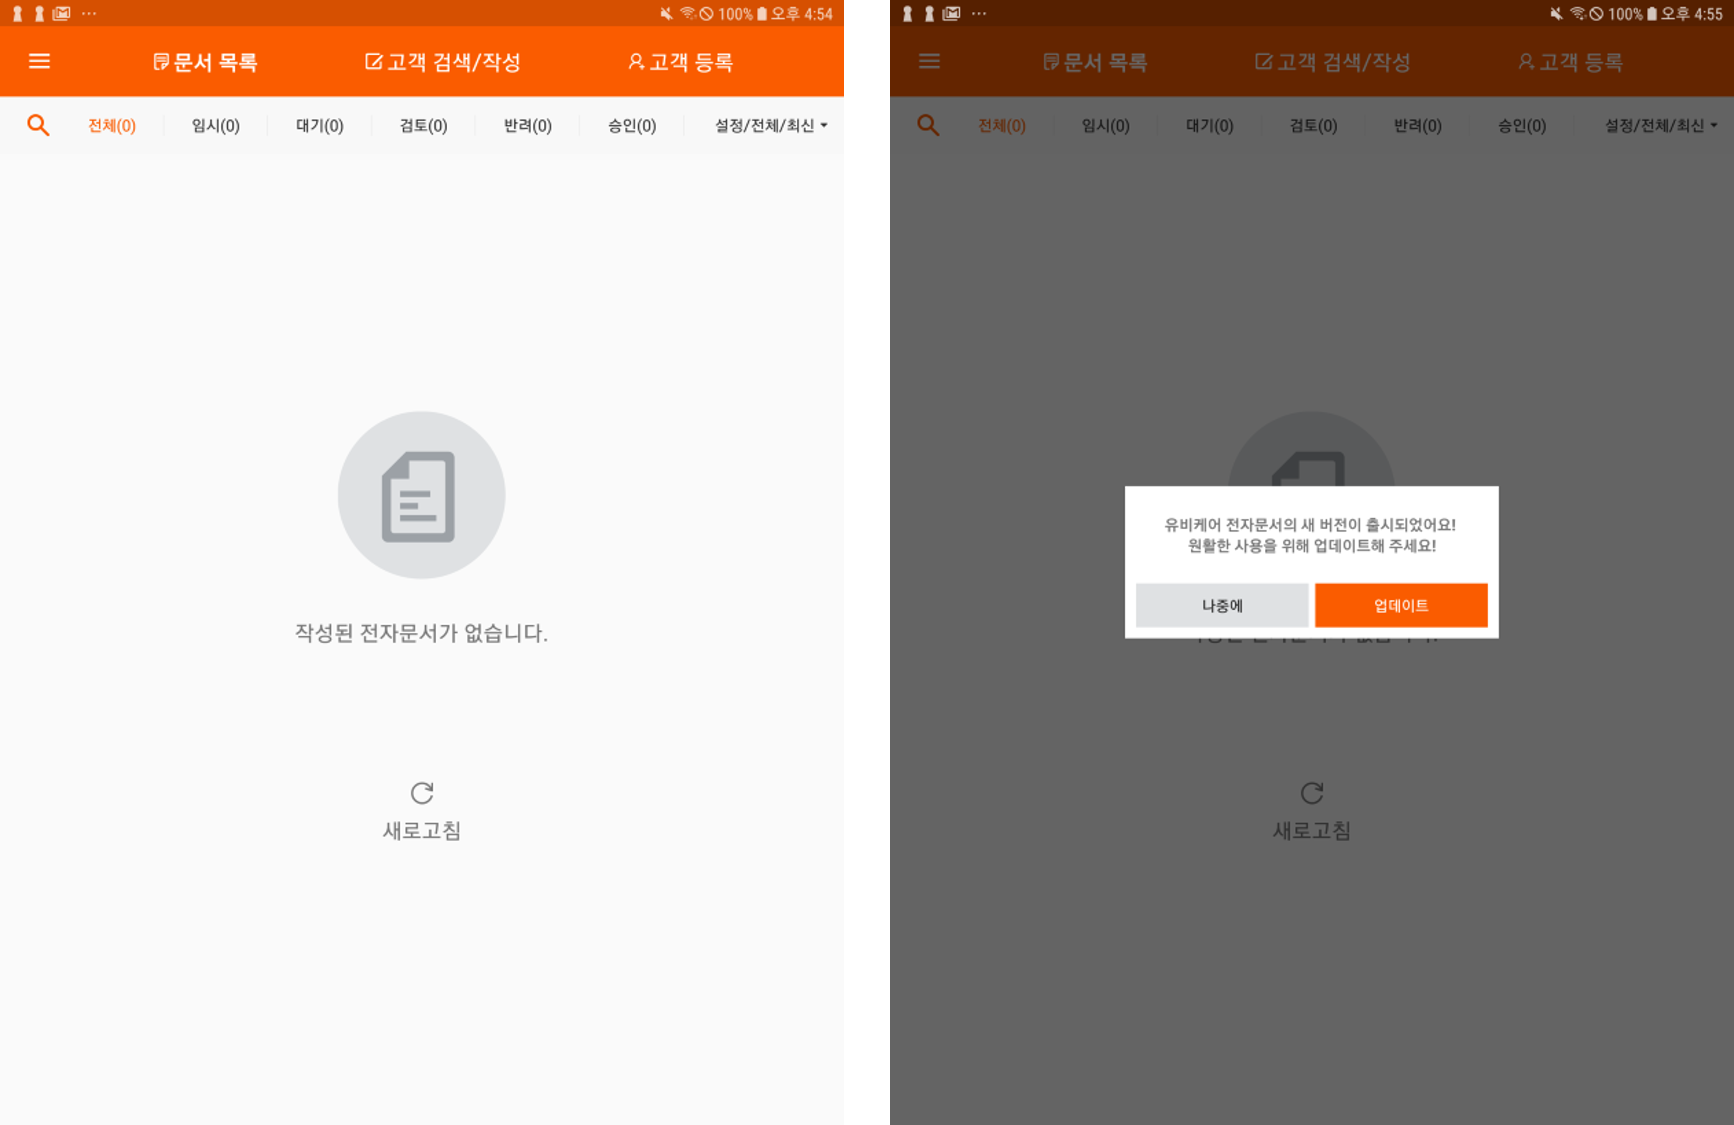 100% 오후 4:54
문서 목록 고객 검색/작성 고객 등록
전체(0) 임시(0) 대기(0) 검토(0) 반려(0) 승인(0) 설정/전체/최신
작성된 전자문서가 없습니다.
새로고침
100% 오후 4:55
문서 목록 고객 검색/작성 고객 등록
전체(0) 임시(0) 대기(0) 검토(0) 반려(0) 승인(0) 설정/전체/최신
유비케어 전자문서의 새 버전이 출시되었어요!
원활한 사용을 위해 업데이트해 주세요!
나중에 업데이트
새로고침